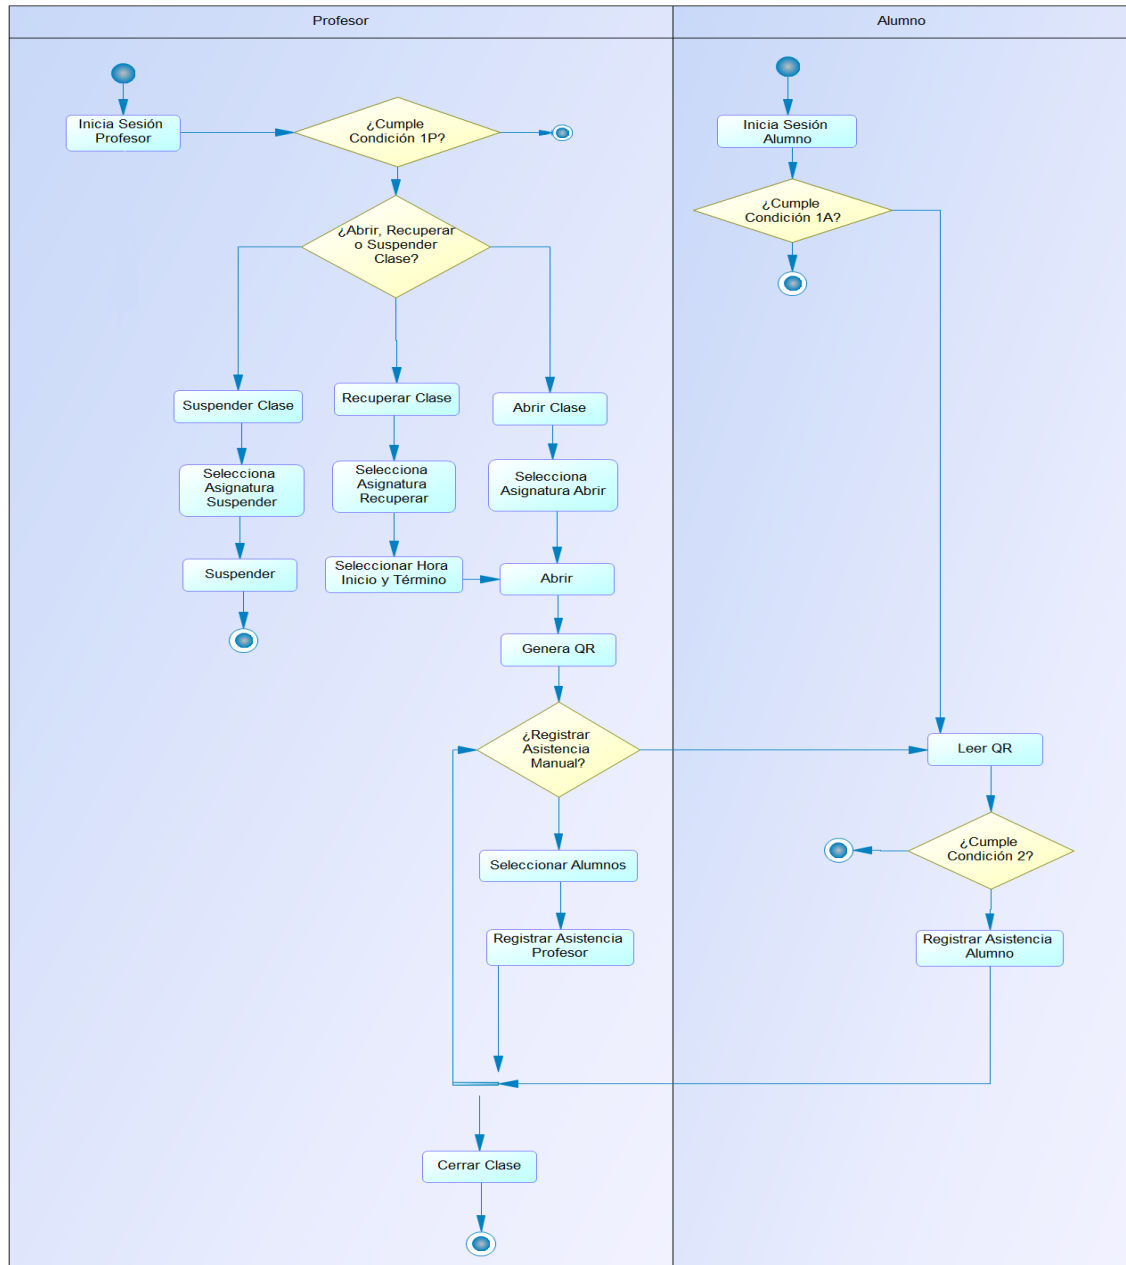 Profesor
Alumno
Inicia Sesión
Profesor
¿Cumple
Condición 1P?
Inicia Sesión
Alumno
¿Cumple
Condición 1A?
¿Abrir, Recuperar
o Suspender
Clase?
Suspender Clase
Recuperar Clase
Abrir Clase
Selecciona
Asignatura
Suspender
Selecciona
Asignatura
Recuperar
Selecciona
Asignatura Abrir
Suspender
Seleccionar Hora
Inicio y Término
Abrir
Genera QR
¿Registrar
Asistencia
Manual?
Leer QR
¿Cumple
Condición 2?
Seleccionar Alumnos
Registrar Asistencia
Profesor
Registrar Asistencia
Alumno
Cerrar Clase